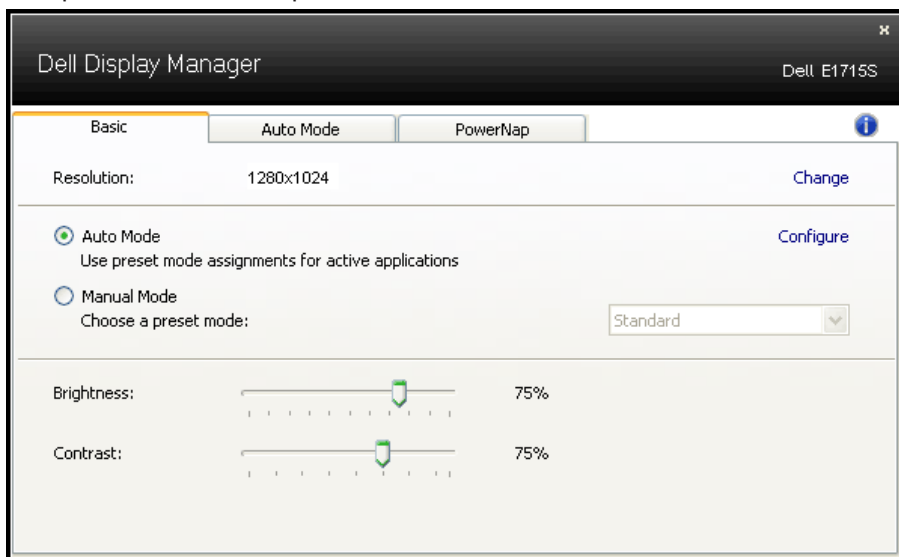 Dell Display Manager
Dell E1715S
Basic
Auto Mode
PowerNap
Resolution:
1280x1024
Change
Auto Mode
Configure
Use preset mode assignments for active applications
Manual Mode
Choose a preset mode:
Standard
Brightness:
75%
Contrast:
75%